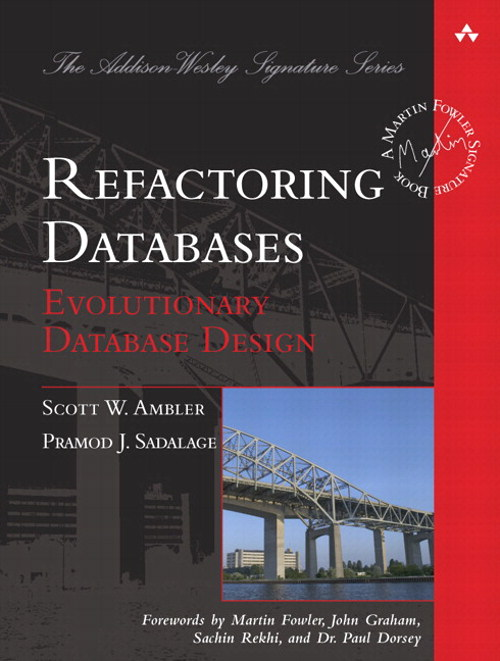 The Addison-Wesley Signature Series
A MARTIN FOWLER SIGNATURE BOOK
Martin
REFACTORING
DATABASES
EVOLUTIONARY
DATABASE DESIGN
SCOTT W. AMBLER
PRAMOD J. SADALAGE
Forewords by Martin Fowler, John Graham,
Sachin Rekhi, and Dr. Paul Dorsey